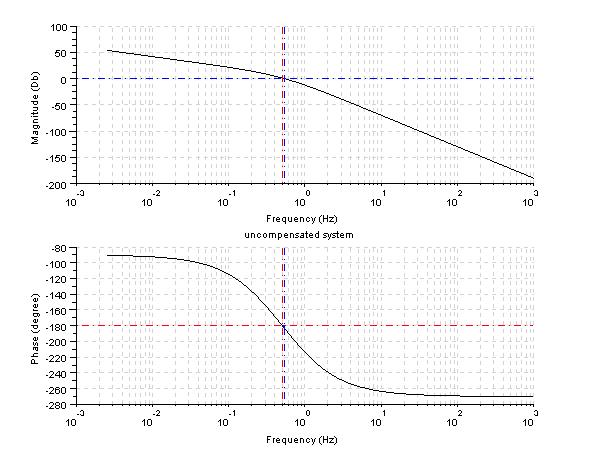 100
50
0
-50
-100
-150
-200
Magnitude (Db)
-3 -2 -1 0 1 2 3
10 10 10 10 10 10 10
Frequency (Hz)
uncompensated system
-80
-100
-120
-140
-160
-180
-200
-220
-240
-260
-280
Phase (degree)
-3 -2 -1 0 1 2 3
10 10 10 10 10 10 10
Frequency (Hz)